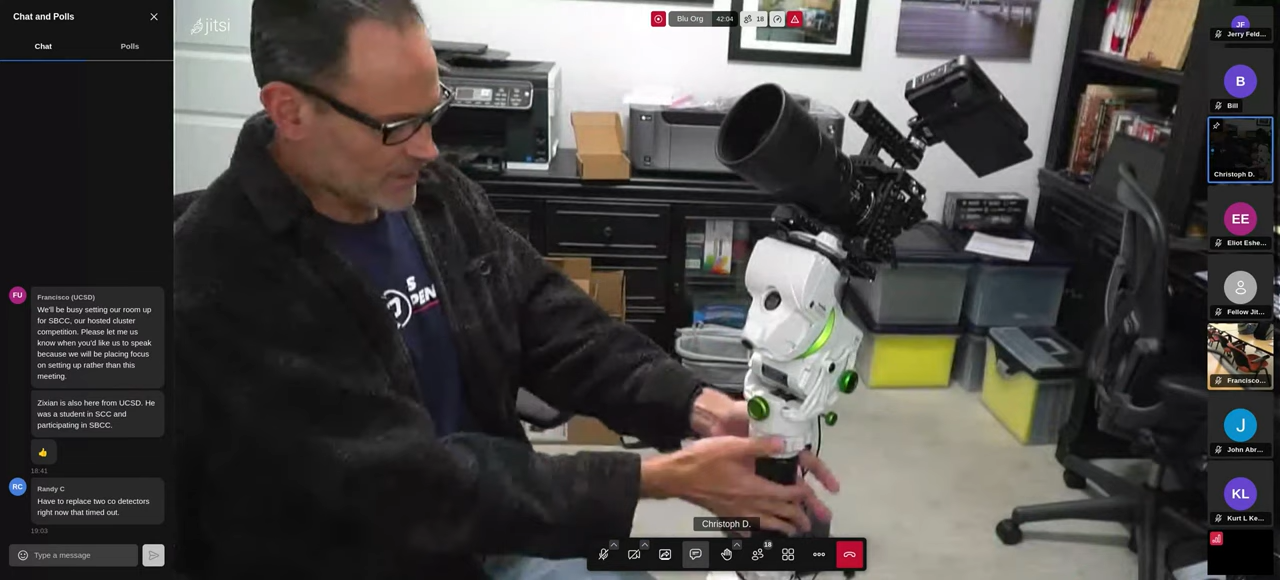 Chat and Polls
Chat
Polls
FU
Francisco (UCSD)
We'll be busy setting our room up
for SBCC, our hosted cluster
competition. Please let me us
know when you'd like us to speak
because we will be placing focus
on setting up rather than this
meeting.
Zixian is also here from UCSD. He
was a student in SCC and
participating in SBCC.
18:41
RC
Randy C
Have to replace two co detectors
right now that timed out.
19:03
Type a message
jitsi
Blu Org
42:04
18
Christoph D.
18
JF
Jerry Feld...
B
Bill
Christoph D.
EE
Eliot Eshe...
Fellow Jit...
Francisco...
J
John Abr...
KL
Kurt L Ke...